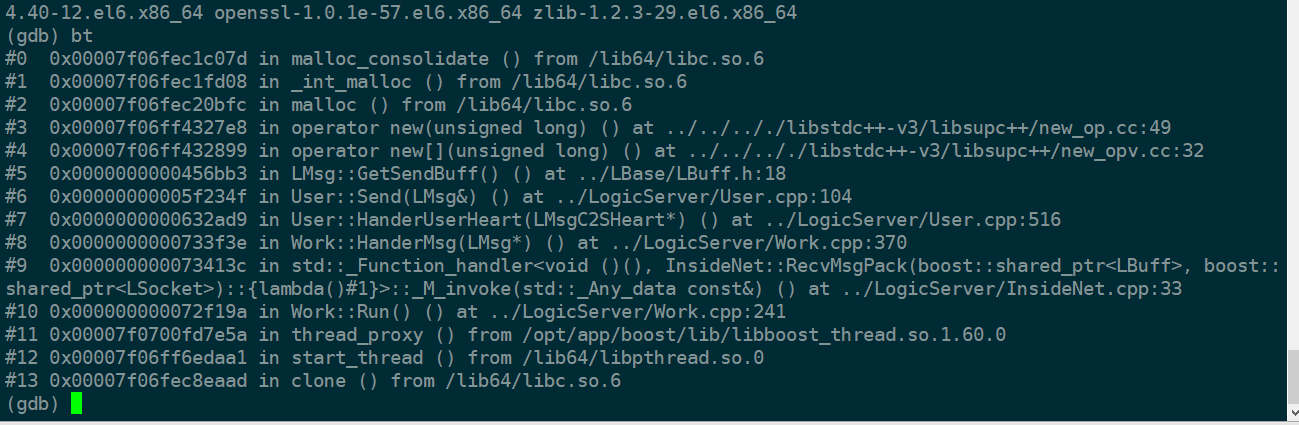 4.40-12.el6.x86_64 openssl-1.0.1e-57.el6.x86_64 zlib-1.2.3-29.el6.x86_64
(gdb) bt
#0  0x00007f06fec1c07d in malloc_consolidate () from /lib64/libc.so.6
#1  0x00007f06fec1fd08 in _int_malloc () from /lib64/libc.so.6
#2  0x00007f06fec20bfc in malloc () from /lib64/libc.so.6
#3  0x00007f06ff4327e8 in operator new(unsigned long) () at ../../.././libstdc++-v3/libsupc++/new_op.cc:49
#4  0x00007f06ff432899 in operator new[](unsigned long) () at ../../.././libstdc++-v3/libsupc++/new_opv.cc:32
#5  0x0000000000456bb3 in LMsg::GetSendBuff() () at ../LBase/LBuff.h:18
#6  0x00000000005f234f in User::Send(LMsg&) () at ../LogicServer/User.cpp:104
#7  0x0000000000632ad9 in User::HanderUserHeart(LMsgC2SHeart*) () at ../LogicServer/User.cpp:516
#8  0x0000000000733f3e in Work::HanderMsg(LMsg*) () at ../LogicServer/Work.cpp:370
#9  0x000000000073413c in std::_Function_handler<void ()(), InsideNet::RecvMsgPack(boost::shared_ptr<LBuff>, boost::
shared_ptr<LSocket>)::{lambda()#1}>::_M_invoke(std::_Any_data const&) () at ../LogicServer/InsideNet.cpp:33
#10 0x000000000072f19a in Work::Run() () at ../LogicServer/Work.cpp:241
#11 0x00007f0700fd7e5a in thread_proxy () from /opt/app/boost/lib/libboost_thread.so.1.60.0
#12 0x00007f06ff6edaa1 in start_thread () from /lib64/libpthread.so.0
#13 0x00007f06fec8eaad in clone () from /lib64/libc.so.6
(gdb)